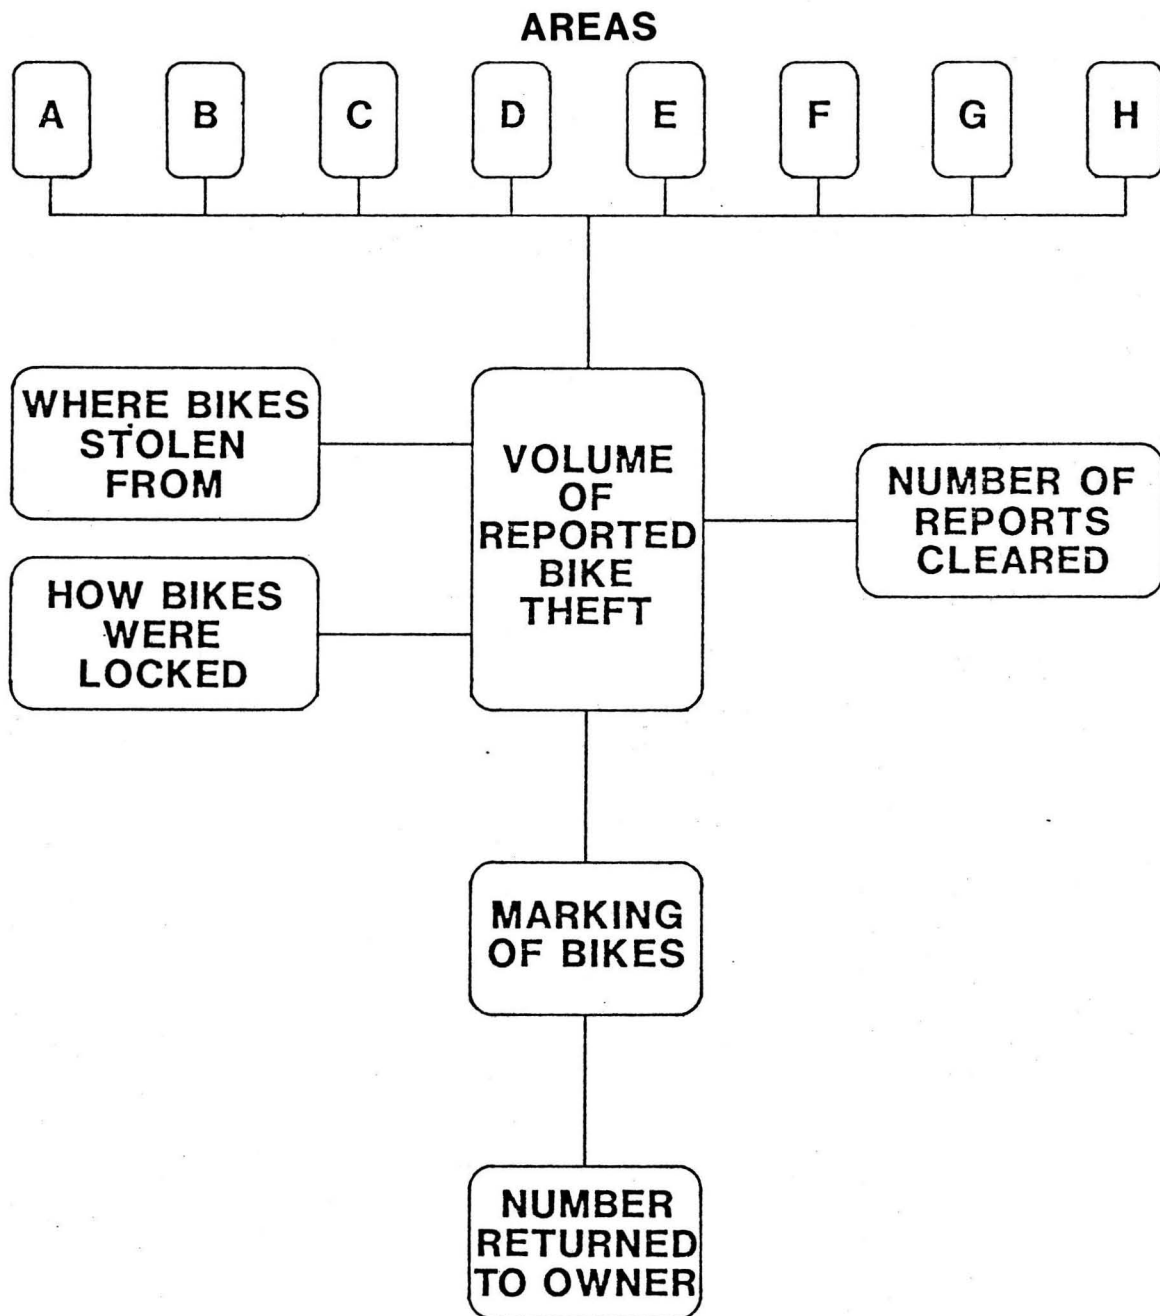 AREAS
A B C D E F G H
WHERE BIKES
STOLEN
FROM
VOLUME
OF
REPORTED
BIKE
THEFT
NUMBER OF
REPORTS
CLEARED
HOW BIKES
WERE
LOCKED
MARKING
OF BIKES
NUMBER
RETURNED
TO OWNER